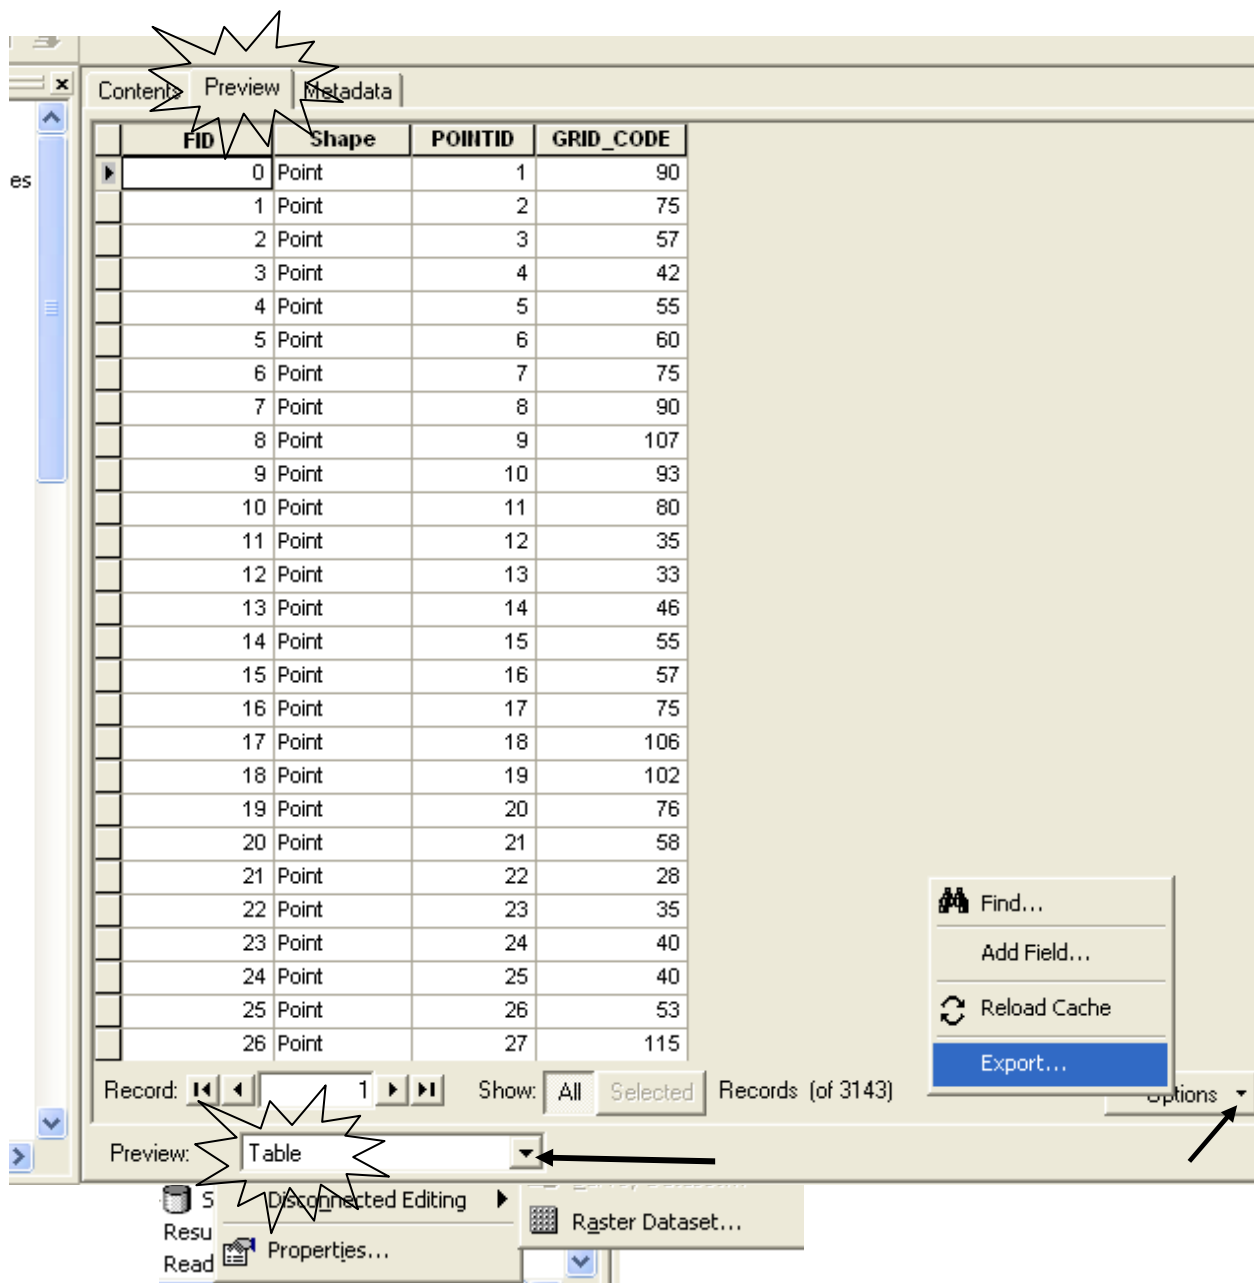 Contents Preview Metadata
FID Shape POINTID GRID_CODE
es
0 Point 1 90
1 Point 2 75
2 Point 3 57
3 Point 4 42
4 Point 5 55
5 Point 6 60
6 Point 7 75
7 Point 8 90
8 Point 9 107
9 Point 10 93
10 Point 11 80
11 Point 12 35
12 Point 13 33
13 Point 14 46
14 Point 15 55
15 Point 16 57
16 Point 17 75
17 Point 18 106
18 Point 19 102
19 Point 20 76
20 Point 21 58
21 Point 22 28
22 Point 23 35
23 Point 24 40
24 Point 25 40
25 Point 26 53
26 Point 27 115
Find...
Add Field...
Reload Cache
Export...
Record: 1 Show: All Selected Records (of 3143) Options
Preview: Table
S Disconnected Editing
Resu Raster Dataset...
Read Properties...